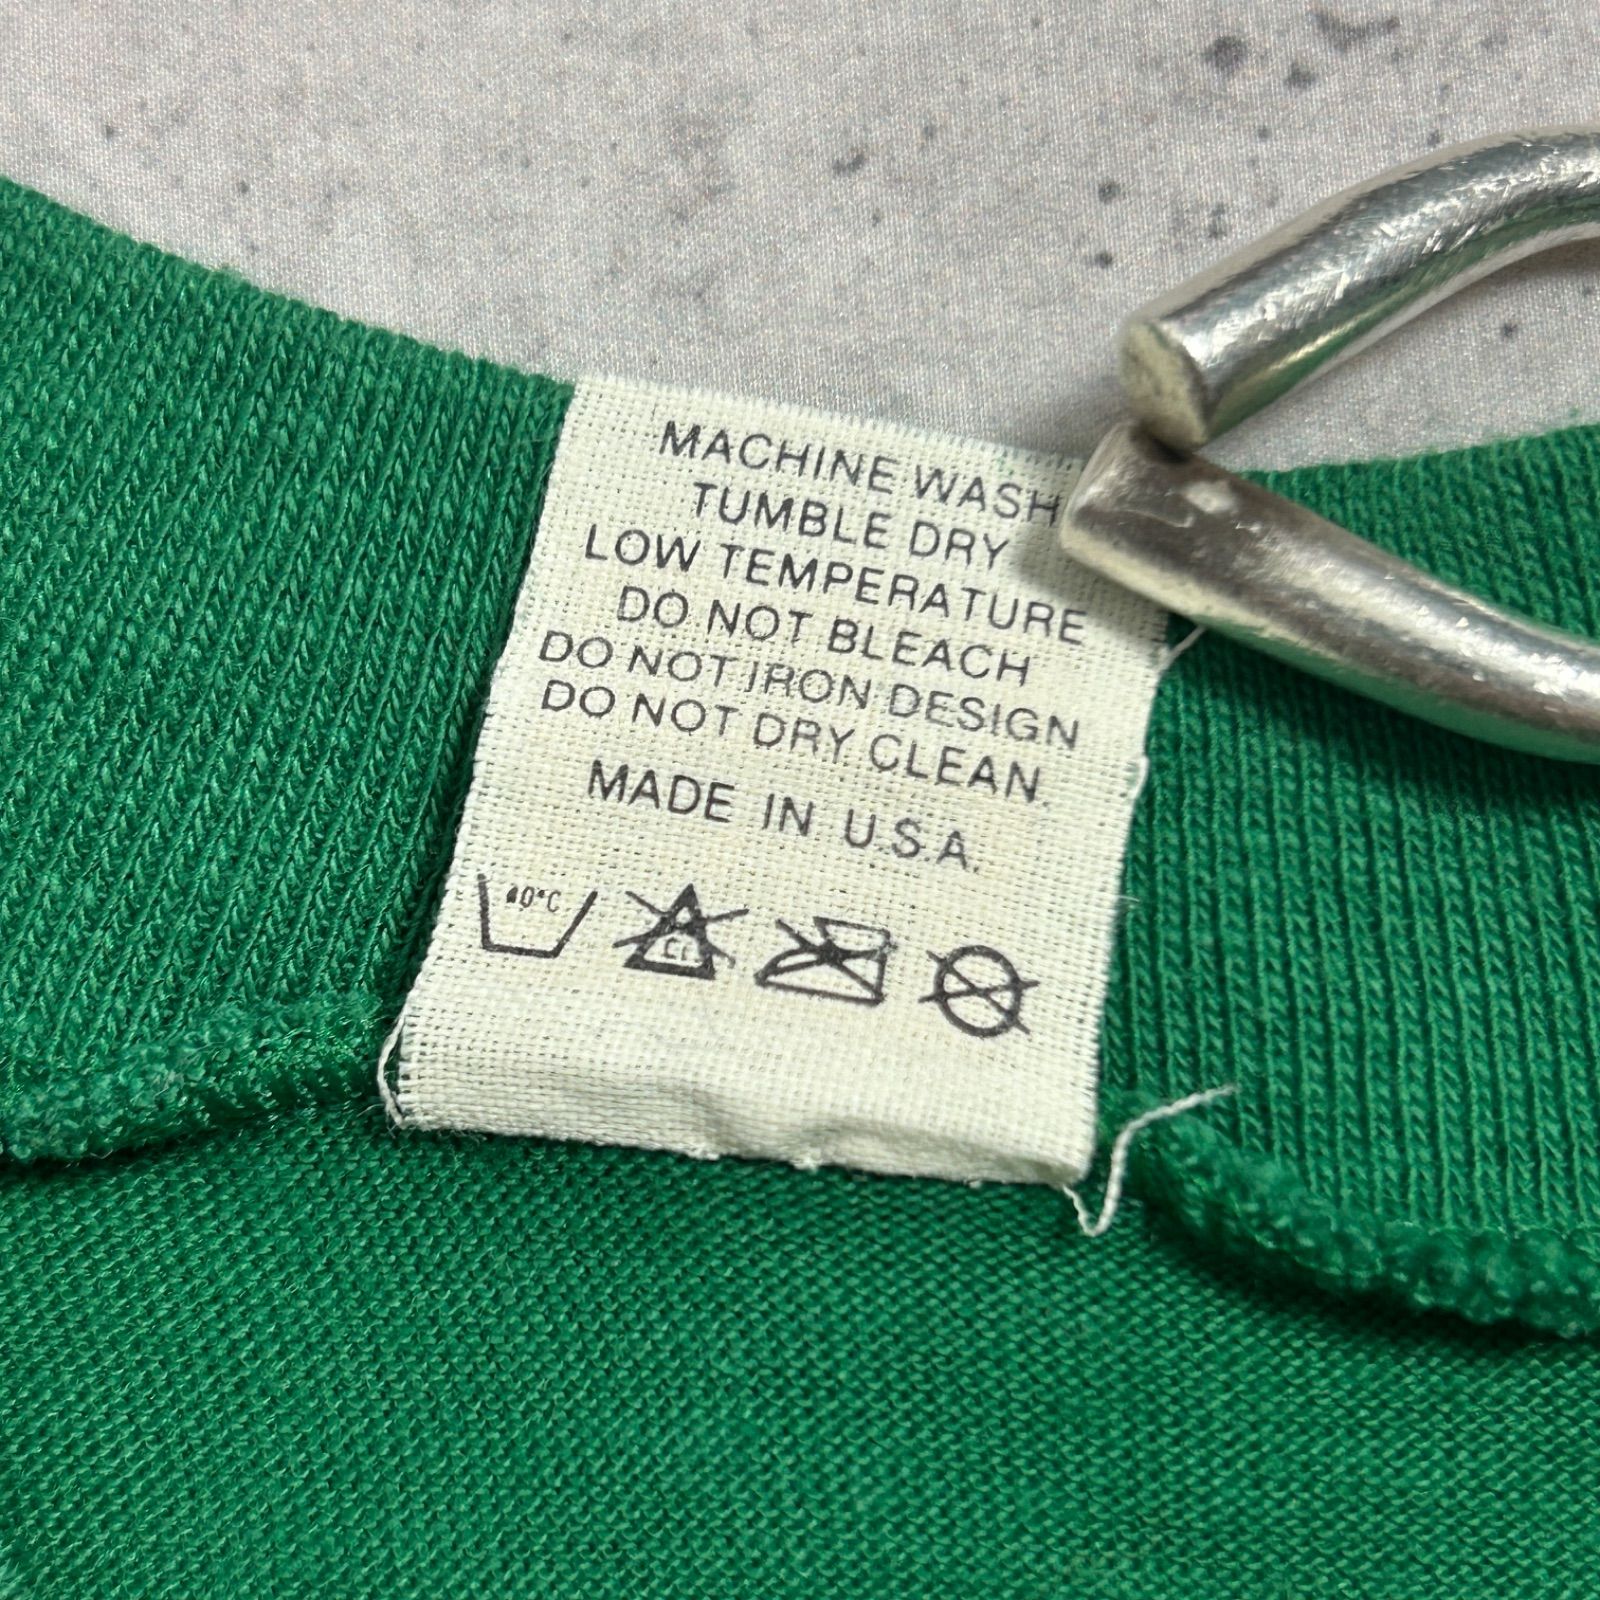 MACHINE WASH
TUMBLE DRY
LOW TEMPERATURE
DO NOT BLEACH
DO NOT IRON DESIGN
DO NOT DRY CLEAN.
MADE IN U.S.A.
40°C CL